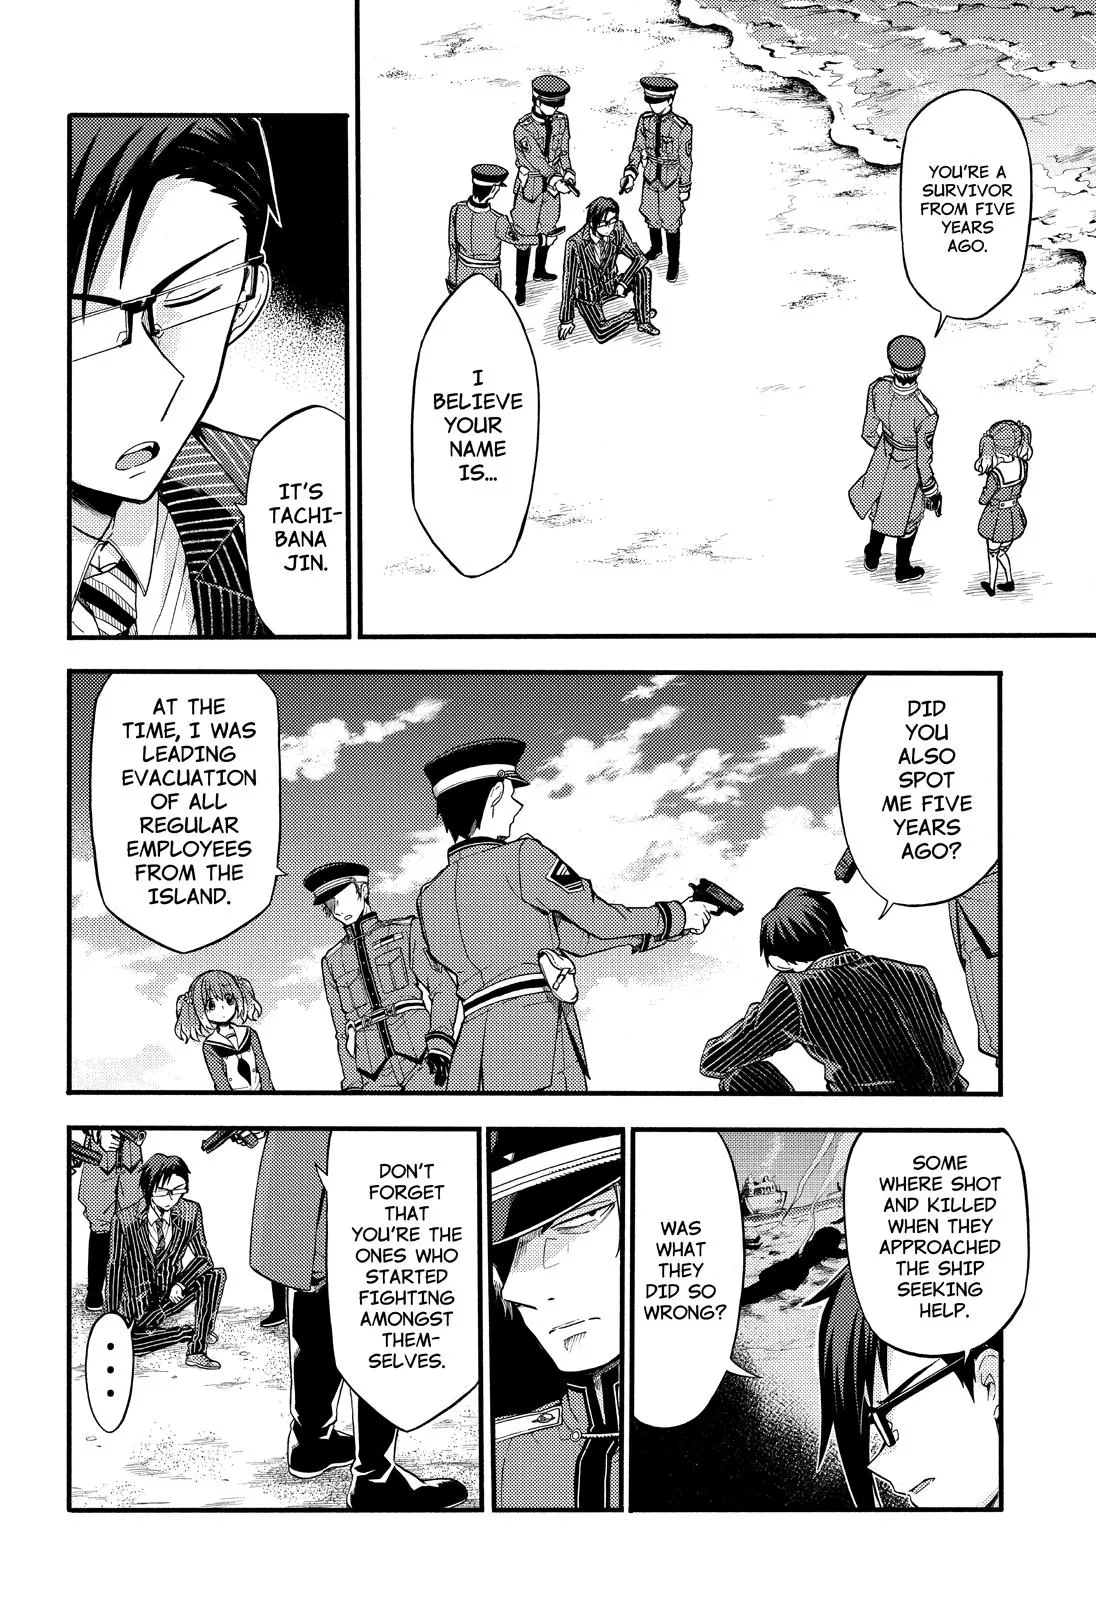 YOU'RE A
SURVIVOR
FROM FIVE
YEARS
AGO.
I
BELIEVE
YOUR
NAME
IS...
IT'S
TACHI-
BANA
JIN.
DID
YOU
ALSO
SPOT
ME FIVE
YEARS
AGO?
AT THE
TIME, I WAS
LEADING
EVACUATION
OF ALL
REGULAR
EMPLOYEES
FROM THE
ISLAND.
SOME
WHERE SHOT
AND KILLED
WHEN THEY
APPROACHED
THE SHIP
SEEKING
HELP.
WAS
WHAT
THEY
DID SO
WRONG?
DON'T
FORGET
THAT
YOU'RE THE
ONES WHO
STARTED
FIGHTING
AMONGST
THEM-
SELVES.
...